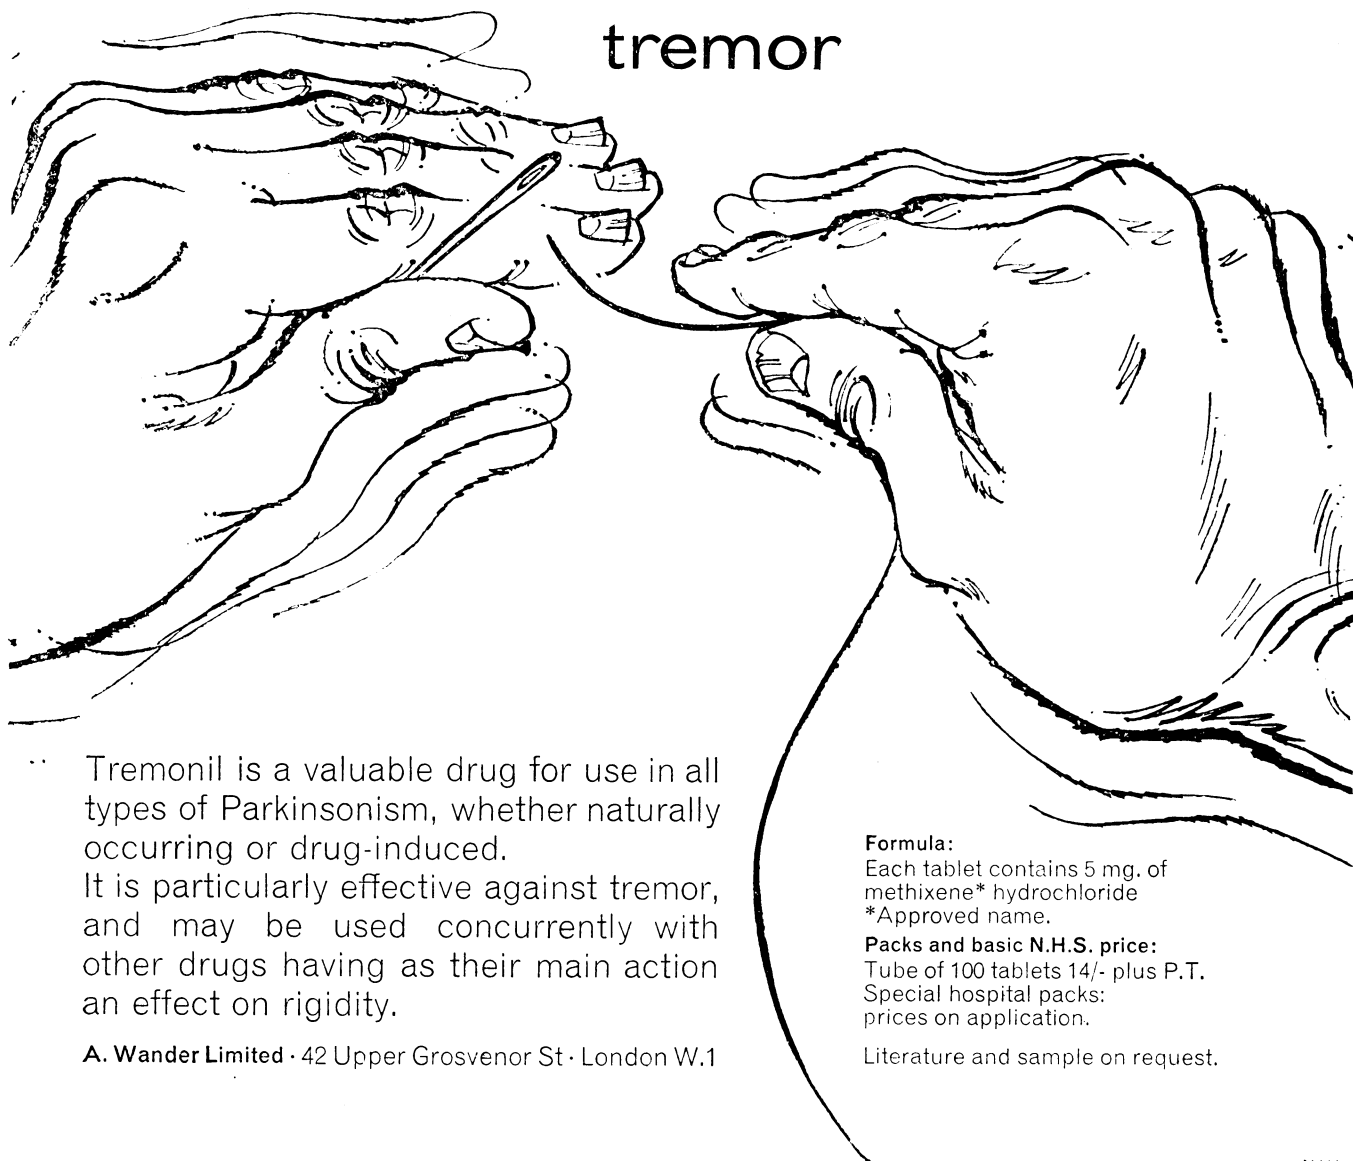 tremor
Tremonil is a valuable drug for use in all
types of Parkinsonism, whether naturally
occurring or drug-induced.
It is particularly effective against tremor,
and may be used concurrently with
other drugs having as their main action
an effect on rigidity.
A. Wander Limited · 42 Upper Grosvenor St · London W.1
Formula:
Each tablet contains 5 mg. of
methixene* hydrochloride
*Approved name.
Packs and basic N.H.S. price:
Tube of 100 tablets 14/- plus P.T.
Special hospital packs:
prices on application.
Literature and sample on request.